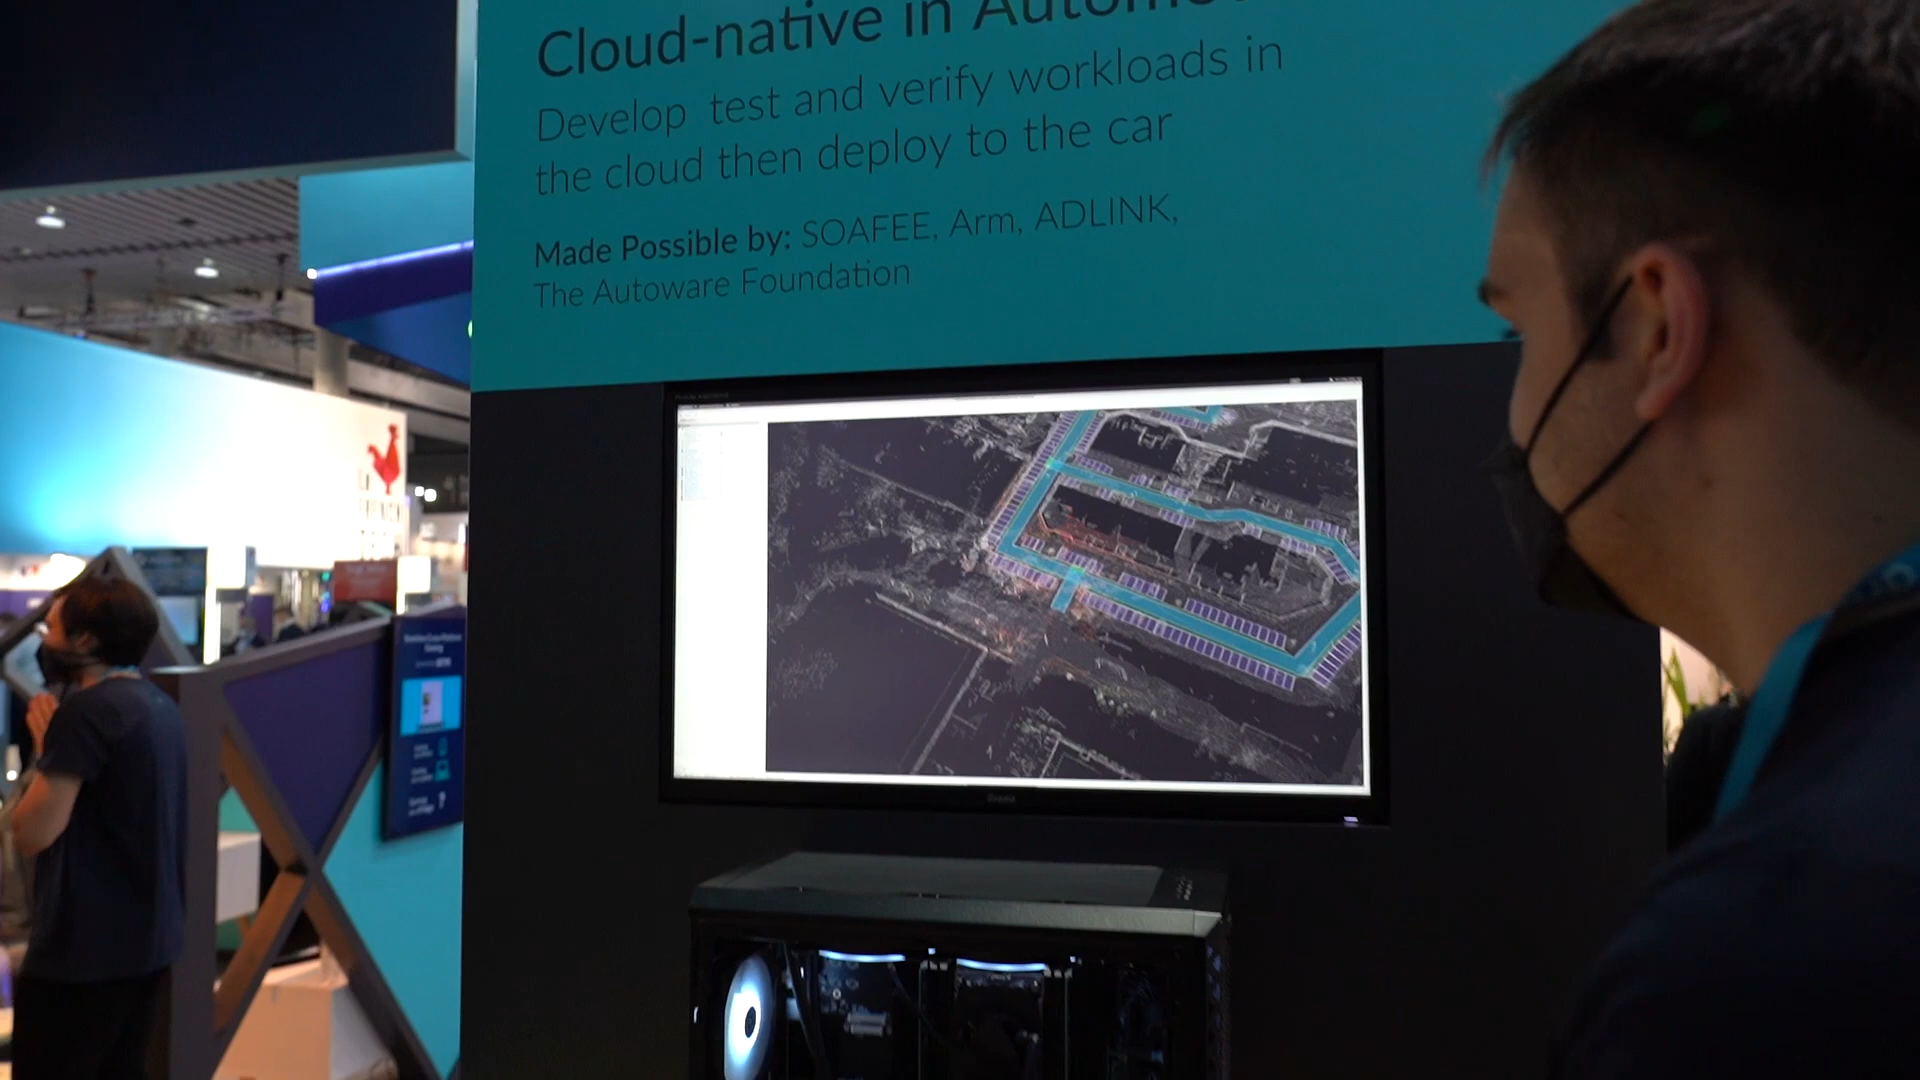 Cloud-native in Automo
Develop test and verify workloads in
the cloud then deploy to the car
Made Possible by: SOAFEE, Arm, ADLINK,
The Autoware Foundation